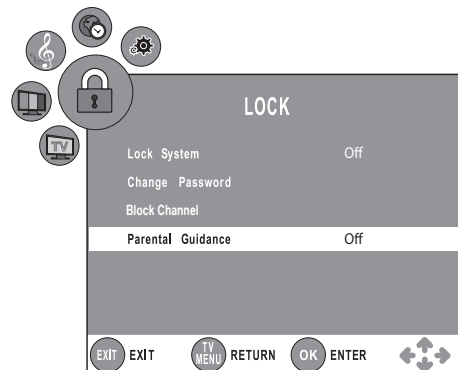 TV
LOCK
Lock System Off
Change Password
Block Channel
Parental Guidance Off
EXIT EXIT TV MENU RETURN OK ENTER